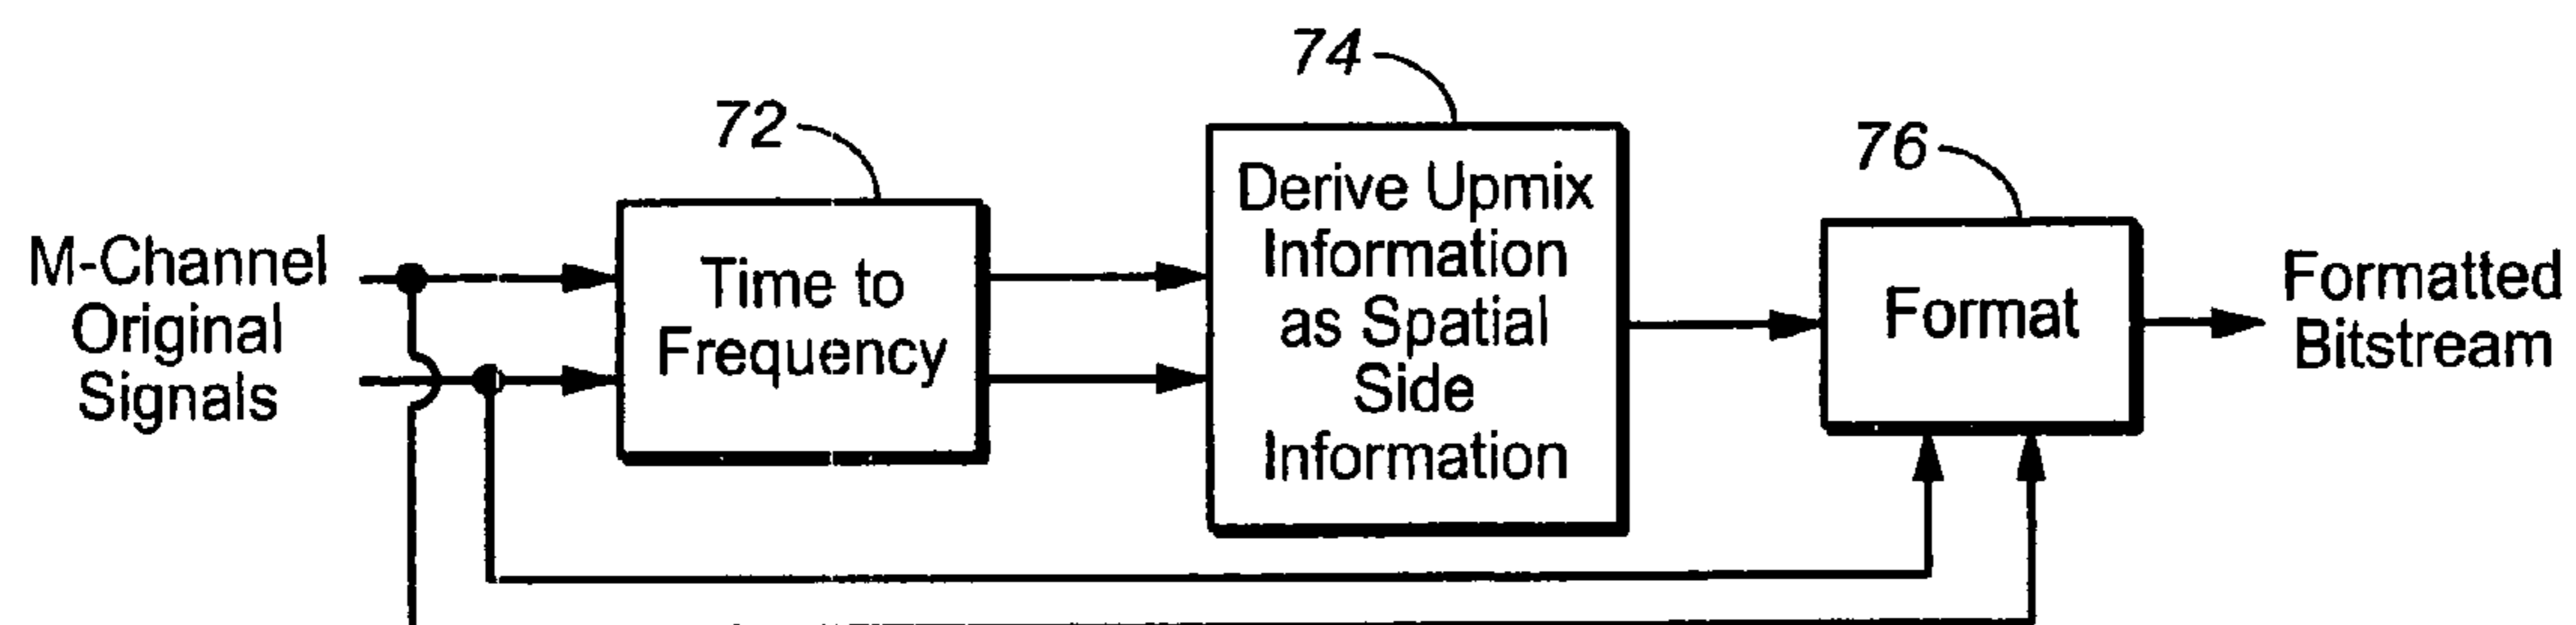 74
72
76
M-Channel
Original
Signals
Time to
Frequency
Derive Upmix
Information
as Spatial
Side
Information
Format
Formatted
Bitstream